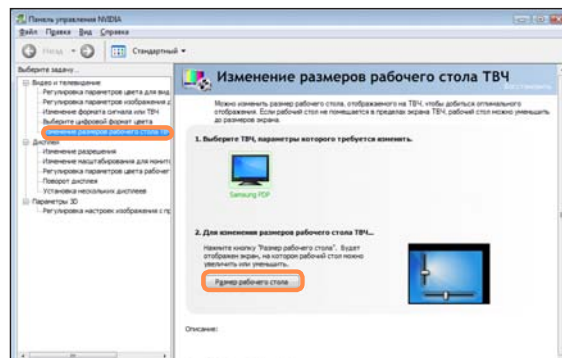 Панель управления NVIDIA
Файл Правка Вид Справка
Назад Стандартный
Выберите задачу...
Изменение размеров рабочего стола ТВЧ
Восстановить
Видео и телевидение
Регулировка параметров цвета для вид
Регулировка параметров изображения д
Изменение формата сигнала или ТВЧ
Выберите цифровой формат цвета
Изменение размеров рабочего стола ТВ
Дисплей
Изменение разрешения
Изменение масштабирования для монито
Регулировка параметров цвета рабочег
Поворот дисплея
Установка нескольких дисплеев
Параметры 3D
Регулировка настроек изображения с пр
Можно изменить размер рабочего стола, отображаемого на ТВЧ, чтобы добиться оптимального
отображения. Если рабочий стол не помещается в пределах экрана ТВЧ, рабочий стол можно уменьшить
до размеров экрана.
1. Выберите ТВЧ, параметры которого требуется изменить.
Samsung PDP
2. Для изменения размеров рабочего стола ТВЧ...
Нажмите кнопку "Размер рабочего стола". Будет
отображен экран, на котором рабочий стол можно
увеличить или уменьшить.
Размер рабочего стола
Описание: